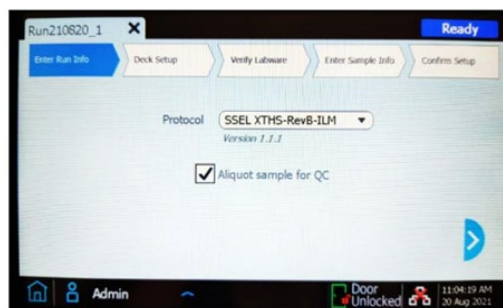 Run210820_1
Ready
Enter Run Info
Deck Setup
Verify Labware
Enter Sample Info
Confirm Setup
Protocol SSEL XTHS-RevB-ILM
Version 1.1.1
Aliquot sample for QC
Admin
Door
Unlocked
11:04:19 AM
20 Aug 2021